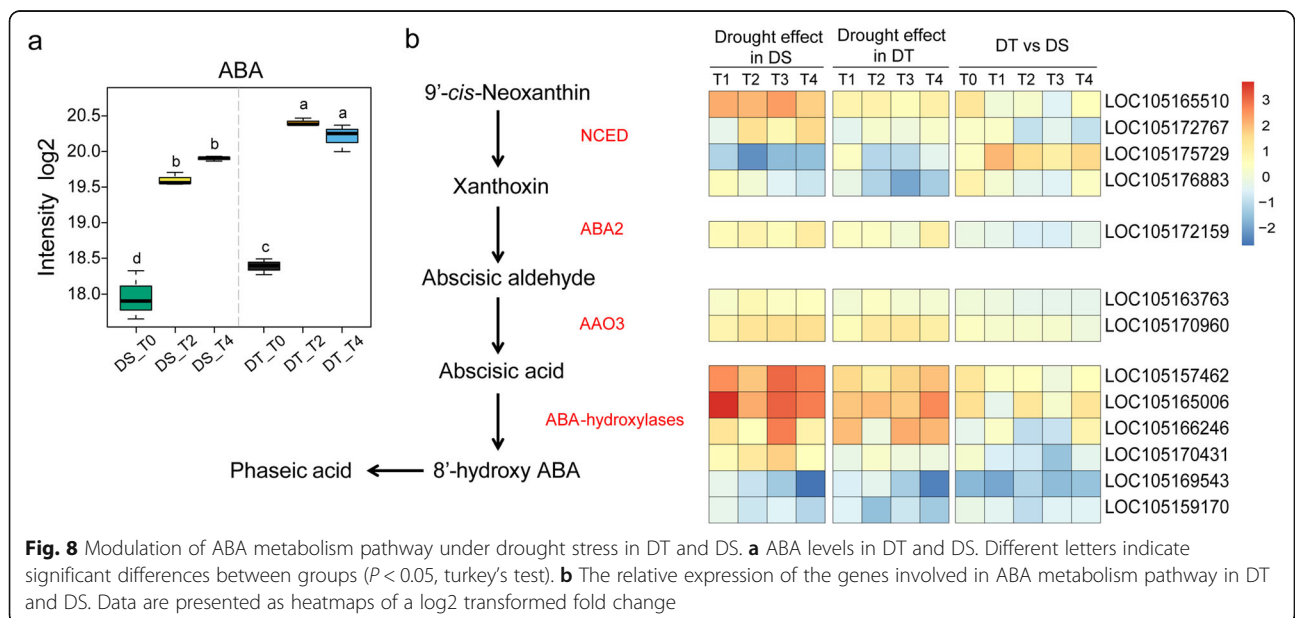 a
ABA
Intensity log2
20.5
20.0
19.5
18.5
18.0
d
b
b
c
a
a
DS_T0
DS_T2
DS_T4
DT_T0
DT_T2
DT_T4
b
9'-cis-Neoxanthin
NCED
Xanthoxin
ABA2
Abscisic aldehyde
AAO3
Abscisic acid
ABA-hydroxylases
Phaseic acid
8'-hydroxy ABA
Drought effect
in DS
Drought effect
in DT
DT vs DS
T1 T2 T3 T4
T1 T2 T3 T4
T0 T1 T2 T3 T4
LOC105165510
LOC105172767
LOC105175729
LOC105176883
LOC105172159
LOC105163763
LOC105170960
LOC105157462
LOC105165006
LOC105166246
LOC105170431
LOC105169543
LOC105159170
3
2
1
0
−1
−2
Fig. 8 Modulation of ABA metabolism pathway under drought stress in DT and DS. a ABA levels in DT and DS. Different letters indicate
significant differences between groups (P < 0.05, turkey's test). b The relative expression of the genes involved in ABA metabolism pathway in DT
and DS. Data are presented as heatmaps of a log2 transformed fold change